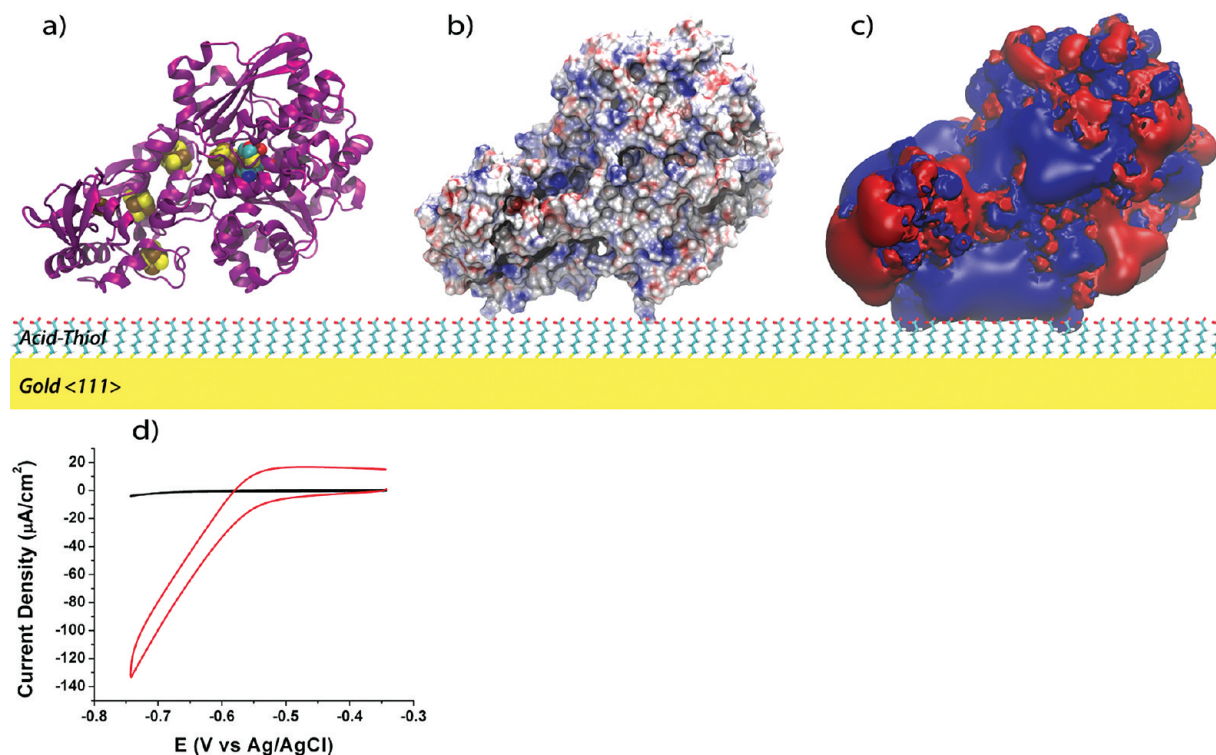 a)
b)
c)
Acid-Thiol
Gold <111>
d)
Current Density (µA/cm²)
20
0
-20
-40
-60
-80
-100
-120
-140
-0.8 -0.7 -0.6 -0.5 -0.4 -0.3
E (V vs Ag/AgCl)